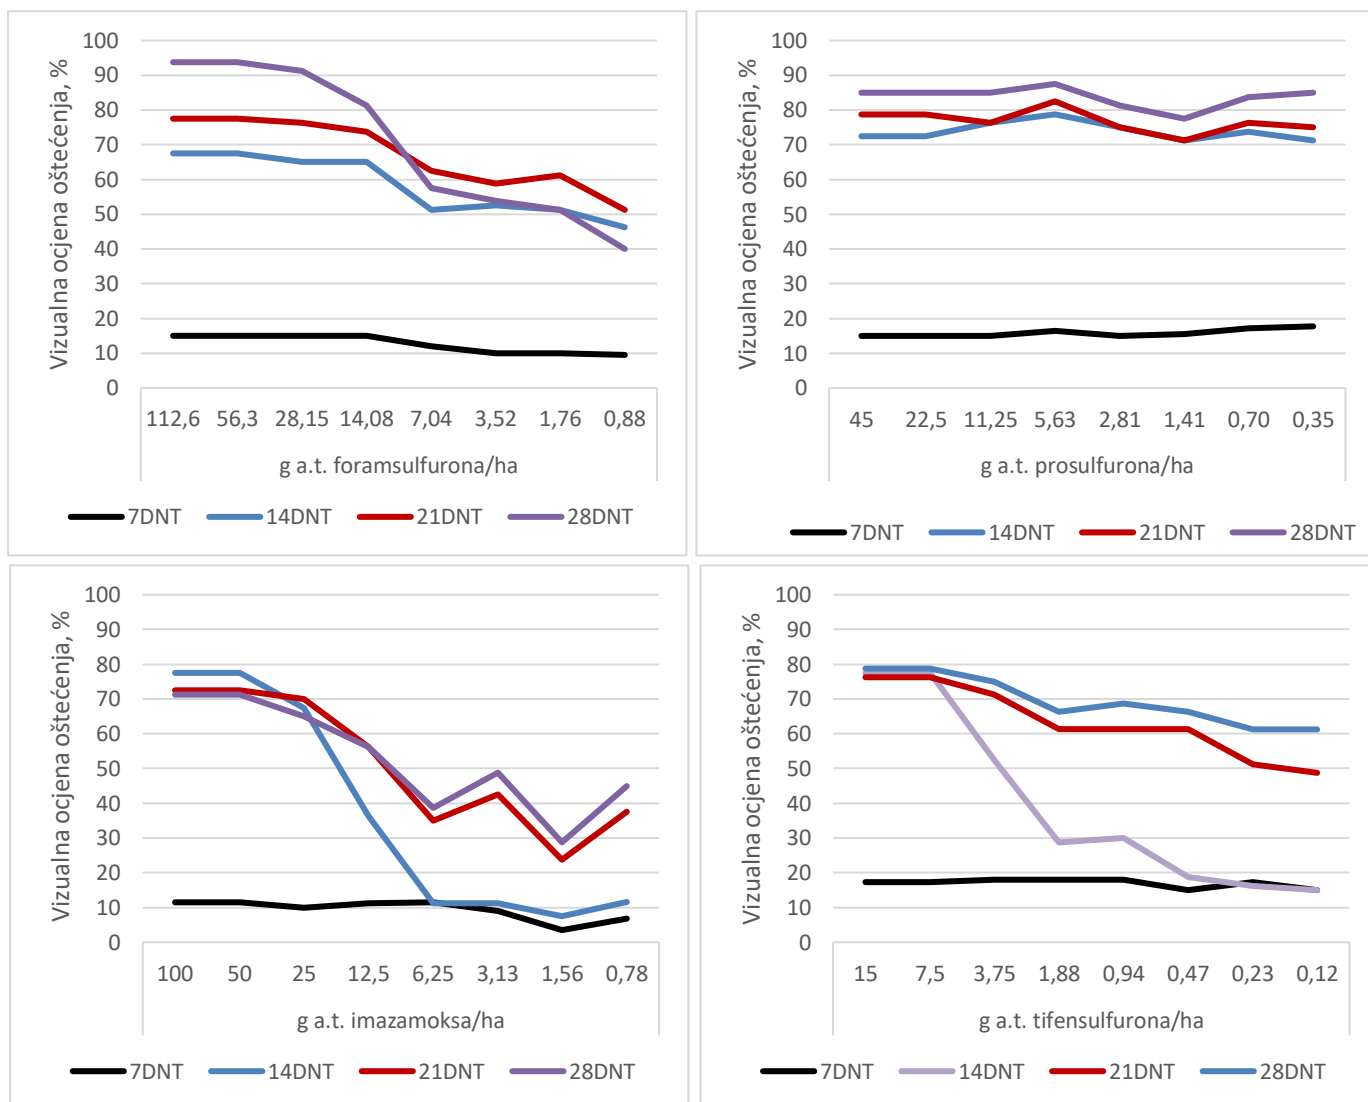 Vizualna ocjena oštećenja, %
100
90
80
70
60
50
40
30
20
10
0
112,6 56,3 28,15 14,08 7,04 3,52 1,76 0,88
g a.t. foramsulfurona/ha
7DNT 14DNT 21DNT 28DNT
Vizualna ocjena oštećenja, %
100
90
80
70
60
50
40
30
20
10
0
45 22,5 11,25 5,63 2,81 1,41 0,70 0,35
g a.t. prosulfurona/ha
7DNT 14DNT 21DNT 28DNT
Vizualna ocjena oštećenja, %
100
90
80
70
60
50
40
30
20
10
0
100 50 25 12,5 6,25 3,13 1,56 0,78
g a.t. imazamoksa/ha
7DNT 14DNT 21DNT 28DNT
Vizualna ocjena oštećenja, %
100
90
80
70
60
50
40
30
20
10
0
15 7,5 3,75 1,88 0,94 0,47 0,23 0,12
g a.t. tifensulfurona/ha
7DNT 14DNT 21DNT 28DNT